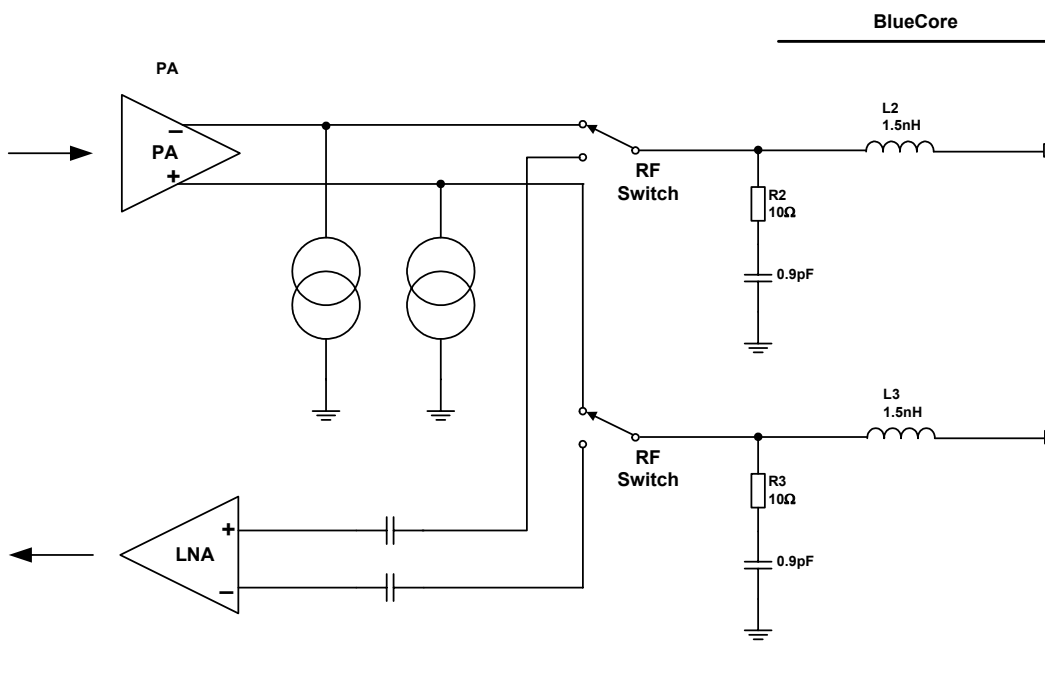 BlueCore
PA
−
PA
+
L2
1.5nH
RF
Switch
R2
10Ω
0.9pF
L3
1.5nH
RF
Switch
R3
10Ω
+
LNA
−
0.9pF